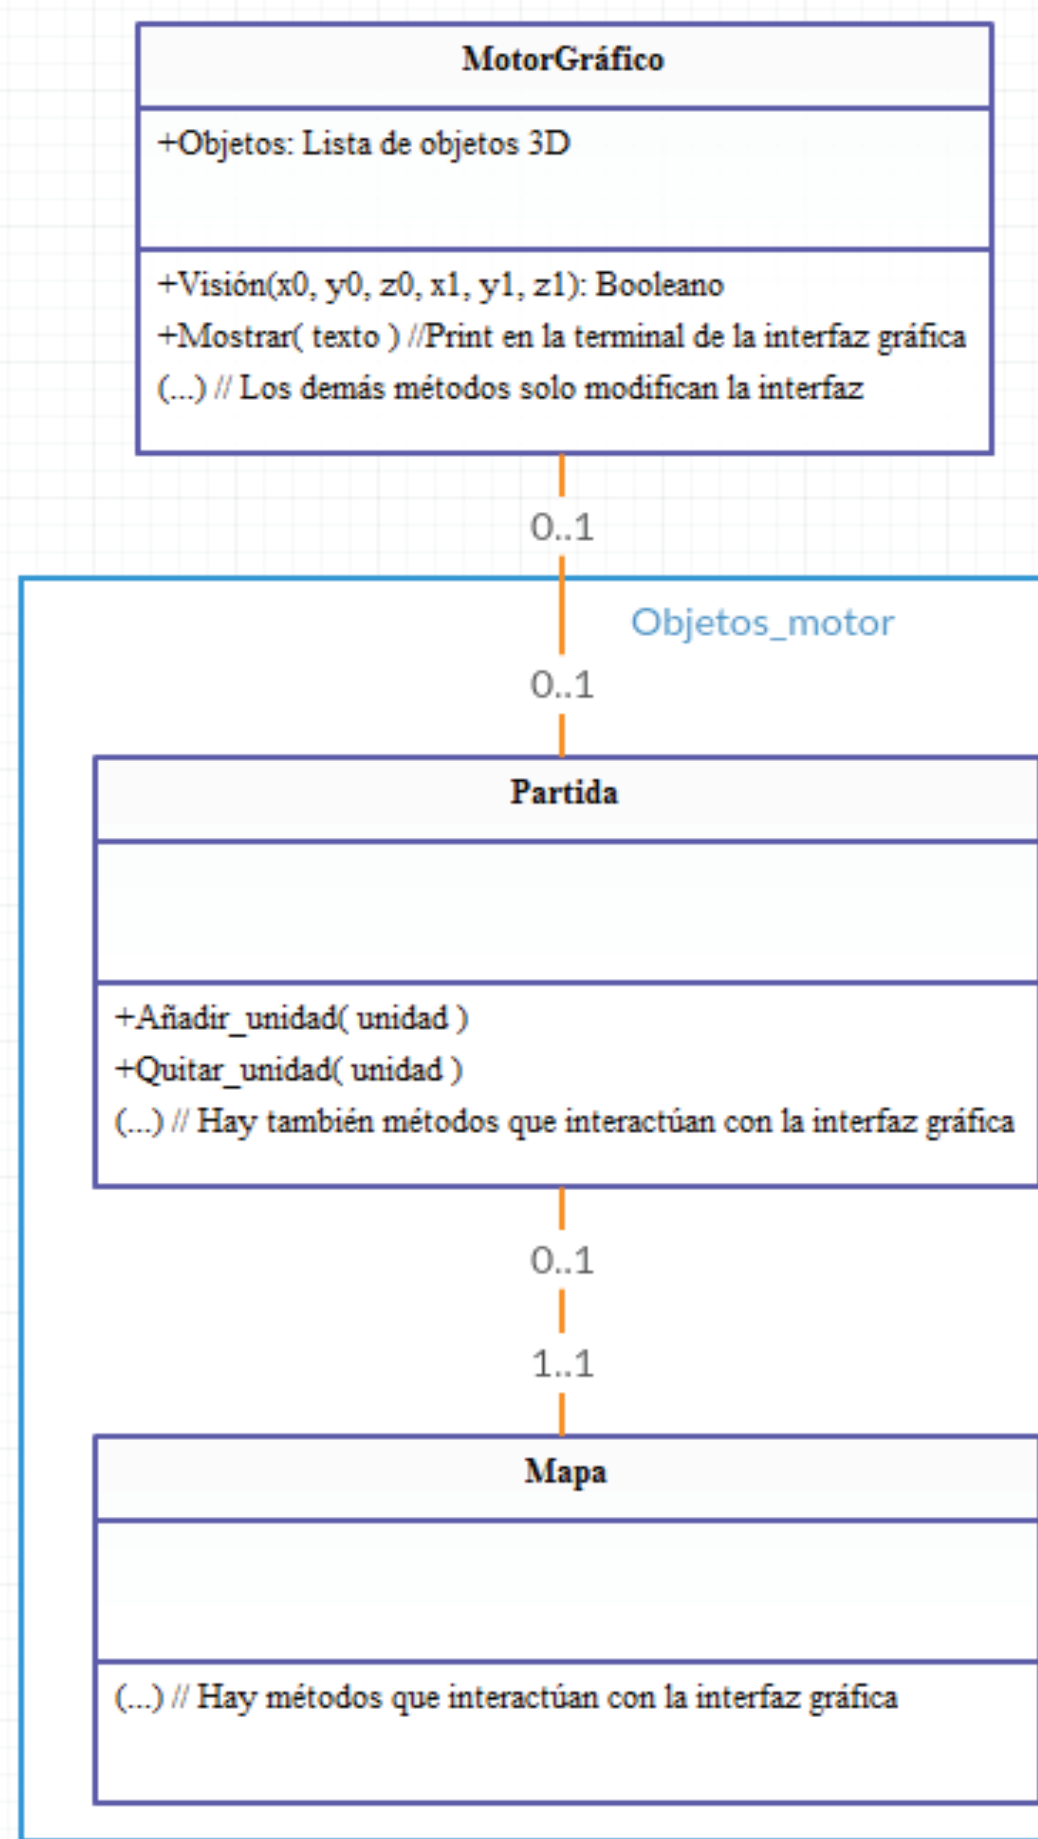 MotorGráfico
+Objetos: Lista de objetos 3D
+Visión(x0, y0, z0, x1, y1, z1): Booleano
+Mostrar( texto ) //Print en la terminal de la interfaz gráfica
(...) // Los demás métodos solo modifican la interfaz
0..1
Objetos_motor
0..1
Partida
+Añadir_unidad( unidad )
+Quitar_unidad( unidad )
(...) // Hay también métodos que interactúan con la interfaz gráfica
0..1
1..1
Mapa
(...) // Hay métodos que interactúan con la interfaz gráfica